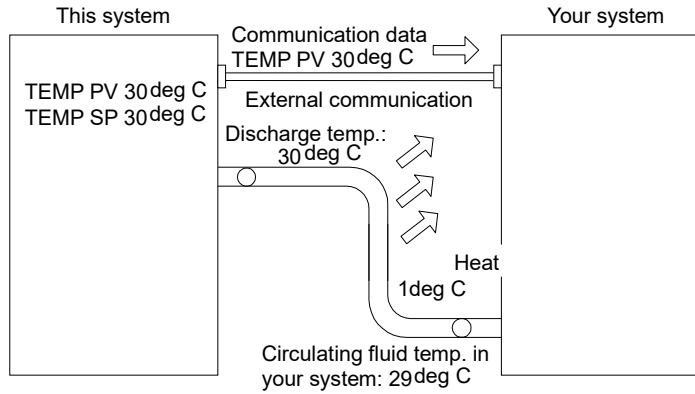 This system
Your system
Communication data
TEMP PV 30deg C
External communication
TEMP PV 30deg C
TEMP SP 30deg C
Discharge temp.:
30deg C
Heat
1deg C
Circulating fluid temp. in
your system: 29deg C